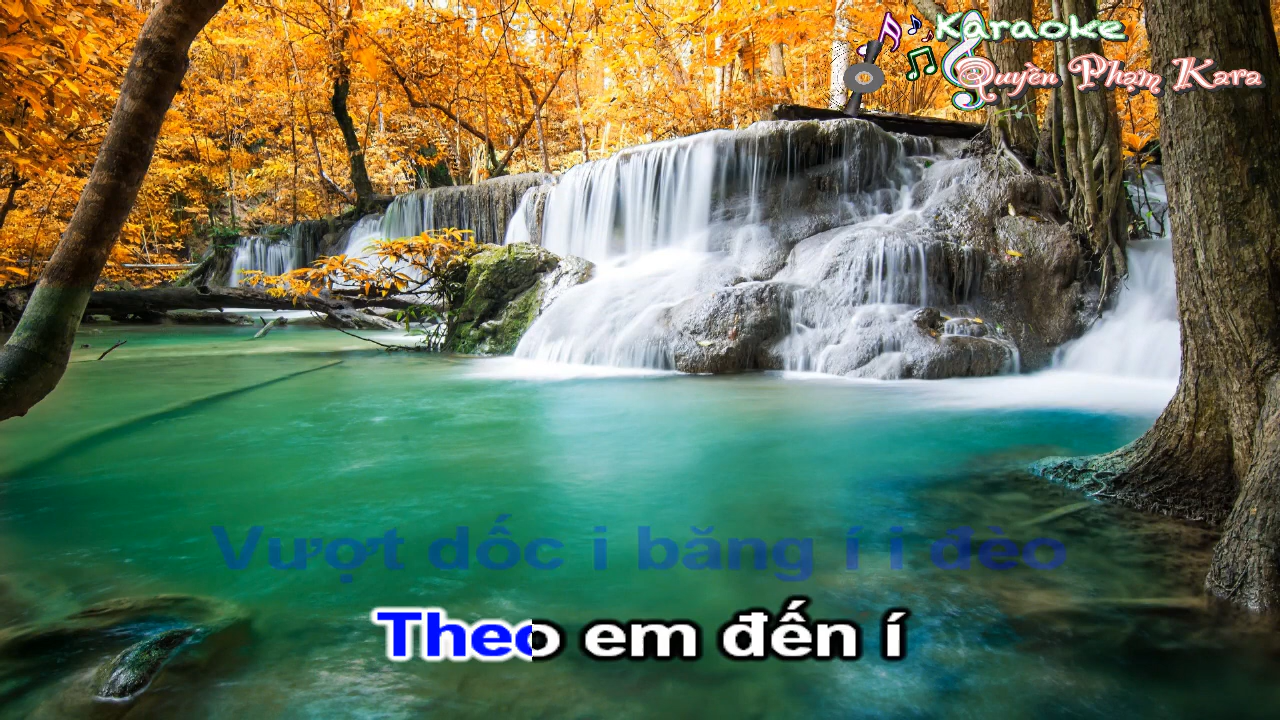 Karaoke
Quyền Phạm Kara
Vượt dốc i băng í i đèo
Theo em đến í